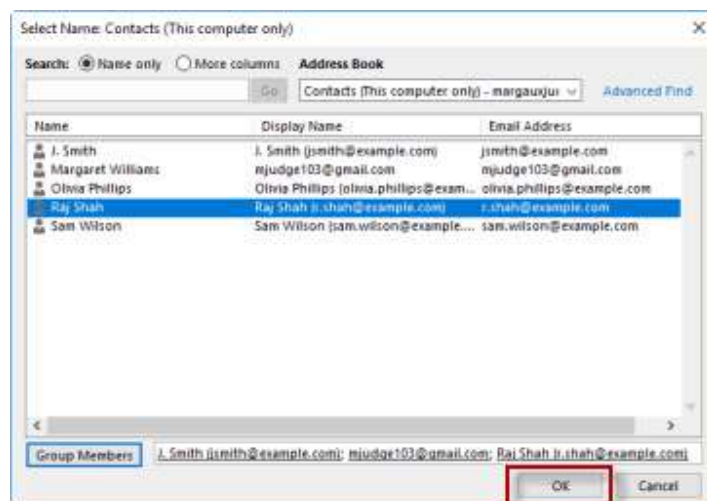 Select Name: Contacts (This computer only)
Search: Name only More columns Address Book
Go Contacts (This computer only) - margauxjui Advanced Find
Name Display Name Email Address
J. Smith J. Smith (jsmith@example.com) jsmith@example.com
Margaret Williams mjudge103@gmail.com mjudge103@gmail.com
Olivia Phillips Olivia Phillips (olivia.phillips@exam... olivia.phillips@example.com
Raj Shah Raj Shah (r.shah@example.com) r.shah@example.com
Sam Wilson Sam Wilson (sam.wilson@example.... sam.wilson@example.com
Group Members J. Smith (jsmith@example.com); mjudge103@gmail.com; Raj Shah (r.shah@example.com)
OK Cancel